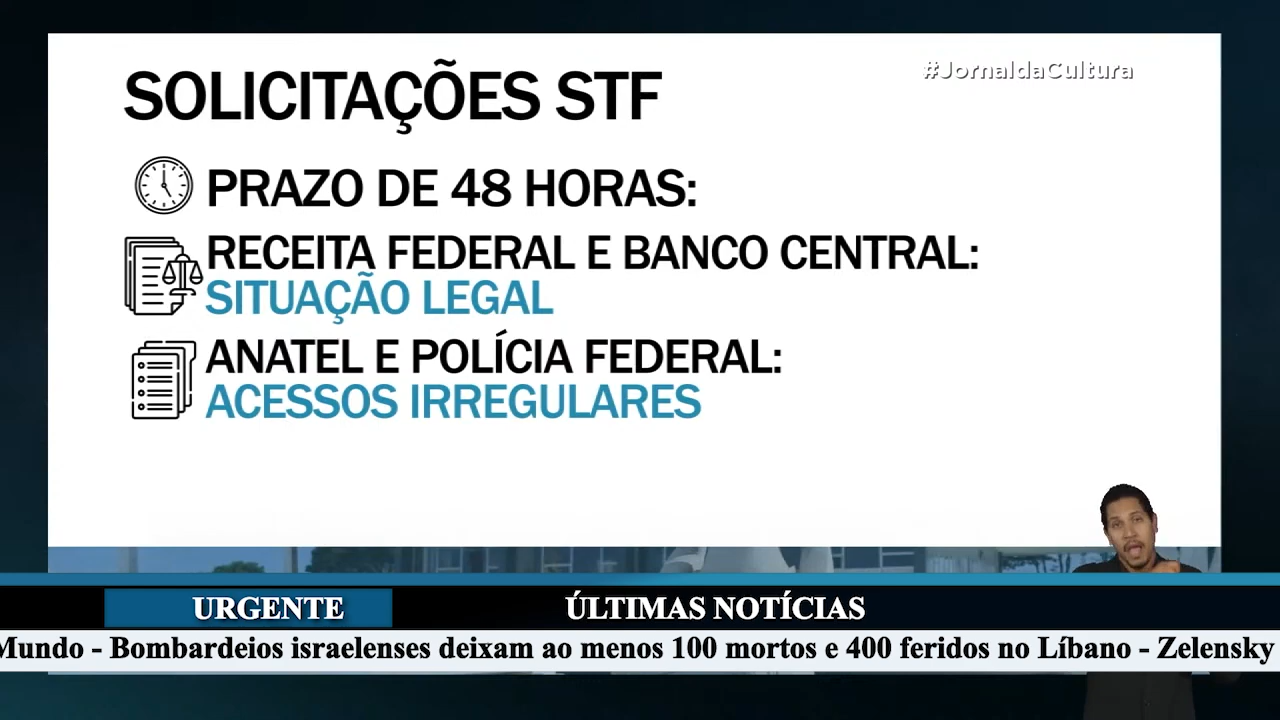 #JornaldaCultura
SOLICITAÇÕES STF
PRAZO DE 48 HORAS:
RECEITA FEDERAL E BANCO CENTRAL:
SITUAÇÃO LEGAL
ANATEL E POLÍCIA FEDERAL:
ACESSOS IRREGULARES
URGENTE
ÚLTIMAS NOTÍCIAS
Mundo - Bombardeios israelenses deixam ao menos 100 mortos e 400 feridos no Líbano - Zelensky